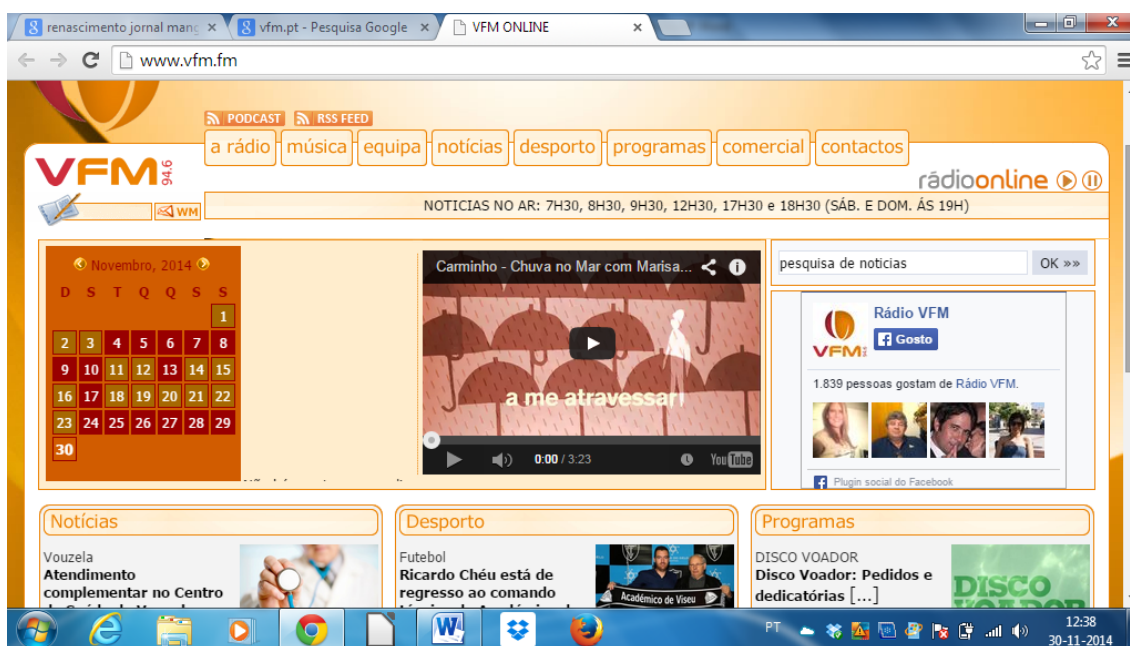 renascimento jornal mang
vfm.pt - Pesquisa Google
VFM ONLINE
www.vfm.fm
PODCAST RSS FEED
a rádio música equipa notícias desporto programas comercial contactos
VFM 94.6
rádioonline
WM
NOTICIAS NO AR: 7H30, 8H30, 9H30, 12H30, 17H30 e 18H30 (SÁB. E DOM. ÁS 19H)
Novembro, 2014
D S T Q Q S S
1
2 3 4 5 6 7 8
9 10 11 12 13 14 15
16 17 18 19 20 21 22
23 24 25 26 27 28 29
30
Carminho - Chuva no Mar com Marisa...
a me atravessar
0:00 / 3:23
YouTube
pesquisa de noticias OK »»
Rádio VFM
Gosto
VFM
1.839 pessoas gostam de Rádio VFM.
Plugin social do Facebook
Notícias
Vouzela
Atendimento
complementar no Centro
Desporto
Futebol
Ricardo Chéu está de
regresso ao comando
Académico de Viseu
Programas
DISCO VOADOR
Disco Voador: Pedidos e
dedicatórias [...]
DISCO
VOADOR
PT
12:38
30-11-2014